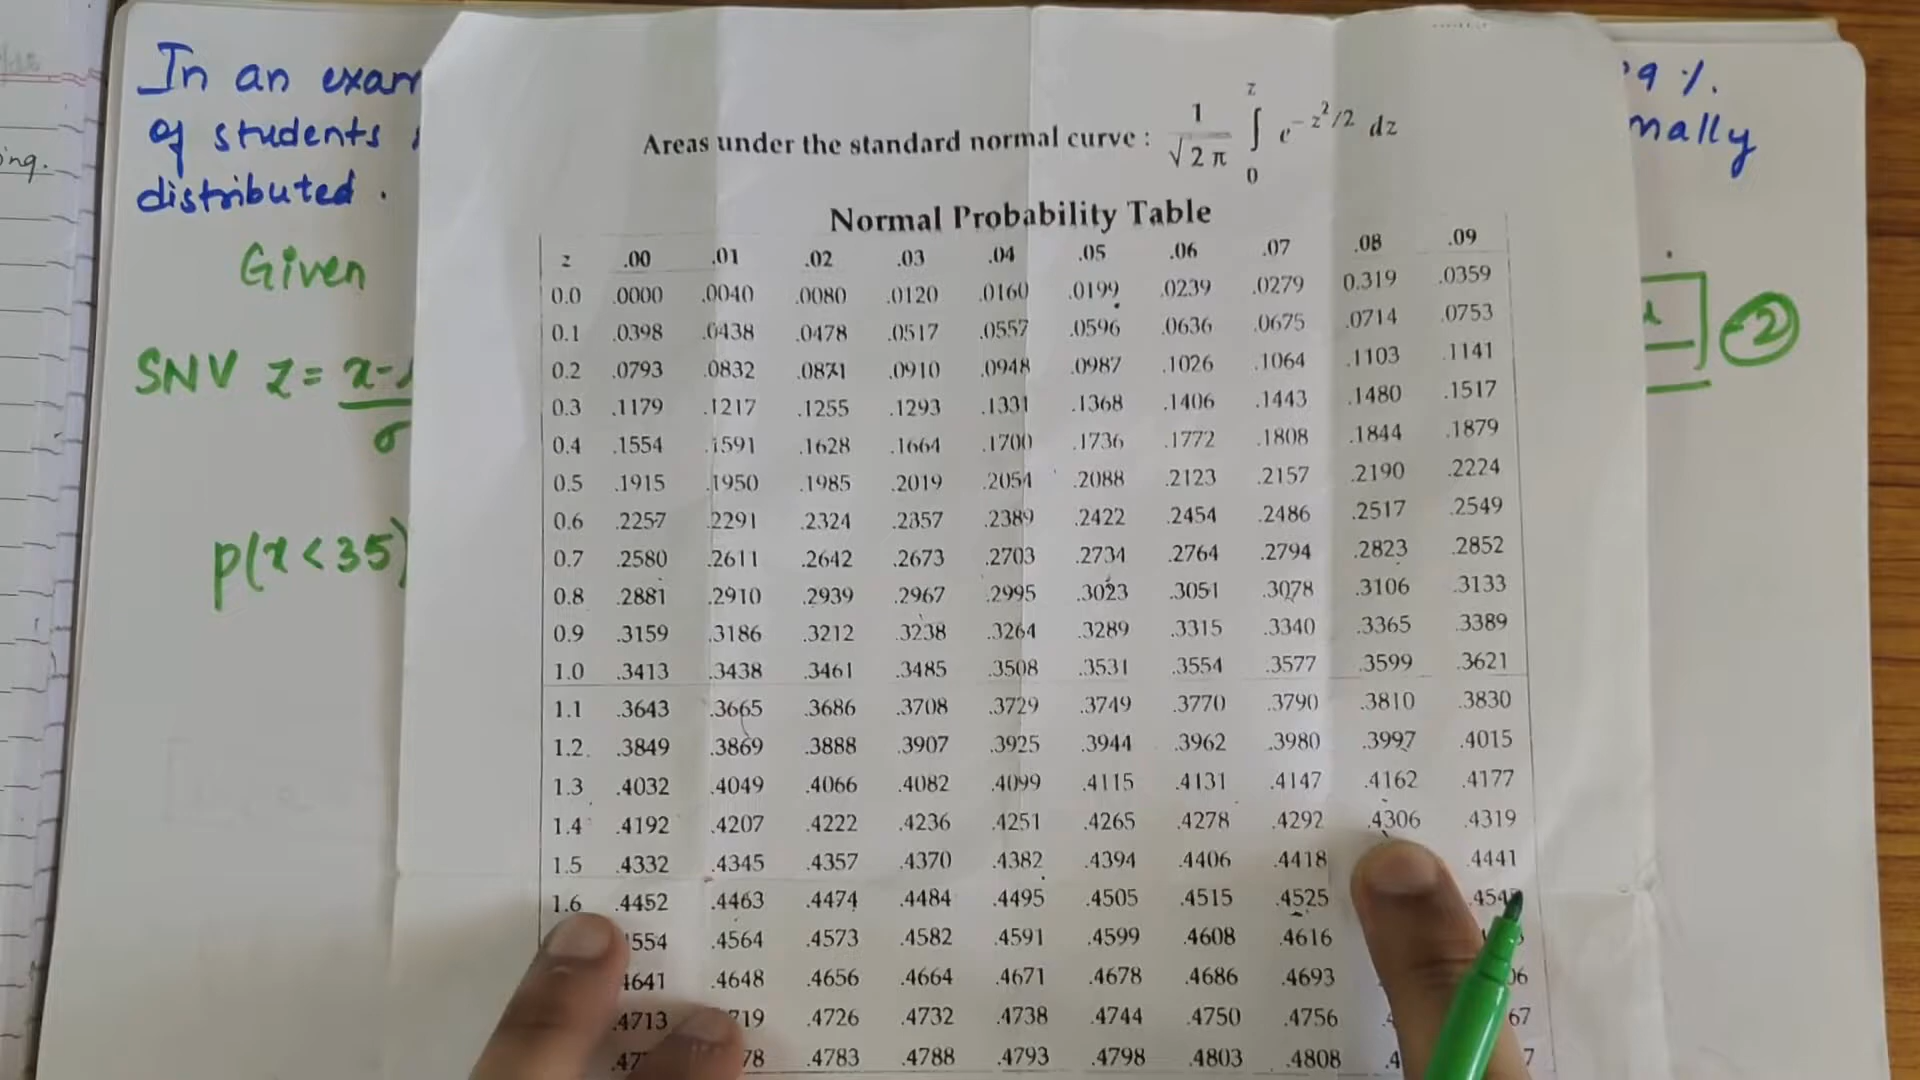 In an exam
9 %.
of students
mally
distributed.
ing.
Given
SNV z = x-
σ
2
p(x<35)
Areas under the standard normal curve : 1/√2π ∫ 0 z e^-z²/2 dz
Normal Probability Table
z .00 .01 .02 .03 .04 .05 .06 .07 .08 .09
0.0 .0000 .0040 .0080 .0120 .0160 .0199 .0239 .0279 0.319 .0359
0.1 .0398 .0438 .0478 .0517 .0557 .0596 .0636 .0675 .0714 .0753
0.2 .0793 .0832 .0871 .0910 .0948 .0987 .1026 .1064 .1103 .1141
0.3 .1179 .1217 .1255 .1293 .1331 .1368 .1406 .1443 .1480 .1517
0.4 .1554 .1591 .1628 .1664 .1700 .1736 .1772 .1808 .1844 .1879
0.5 .1915 .1950 .1985 .2019 .2054 .2088 .2123 .2157 .2190 .2224
0.6 .2257 .2291 .2324 .2357 .2389 .2422 .2454 .2486 .2517 .2549
0.7 .2580 .2611 .2642 .2673 .2703 .2734 .2764 .2794 .2823 .2852
0.8 .2881 .2910 .2939 .2967 .2995 .3023 .3051 .3078 .3106 .3133
0.9 .3159 .3186 .3212 .3238 .3264 .3289 .3315 .3340 .3365 .3389
1.0 .3413 .3438 .3461 .3485 .3508 .3531 .3554 .3577 .3599 .3621
1.1 .3643 .3665 .3686 .3708 .3729 .3749 .3770 .3790 .3810 .3830
1.2 .3849 .3869 .3888 .3907 .3925 .3944 .3962 .3980 .3997 .4015
1.3 .4032 .4049 .4066 .4082 .4099 .4115 .4131 .4147 .4162 .4177
1.4 .4192 .4207 .4222 .4236 .4251 .4265 .4278 .4292 .4306 .4319
1.5 .4332 .4345 .4357 .4370 .4382 .4394 .4406 .4418 .4441
1.6 .4452 .4463 .4474 .4484 .4495 .4505 .4515 .4525 .454
554 .4564 .4573 .4582 .4591 .4599 .4608 .4616
4641 .4648 .4656 .4664 .4671 .4678 .4686 .4693 06
.4713 719 .4726 .4732 .4738 .4744 .4750 .4756 67
.47 78 .4783 .4788 .4793 .4798 .4803 .4808 .4 7